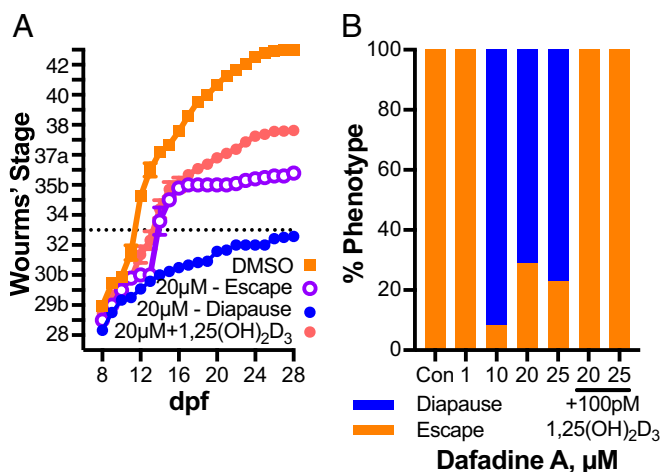 A
Wourms' Stage
42
40
38
37a
35b
34
32
30b
29b
28
DMSO
20μM - Escape
20μM - Diapause
20μM+1,25(OH)₂D₃
8 12 16 20 24 28
dpf
B
% Phenotype
100
80
60
40
20
0
Con 1 10 20 25 20 25
Diapause +100pM
Escape 1,25(OH)₂D₃
Dafadine A, μM